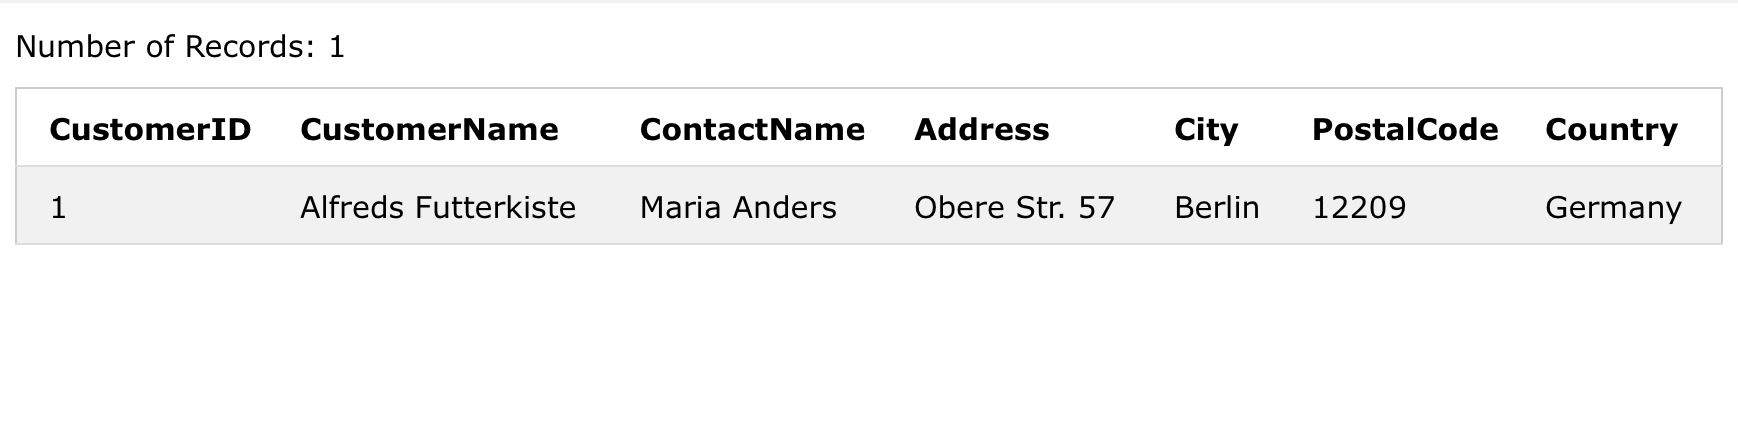 Number of Records: 1
CustomerID CustomerName ContactName Address City PostalCode Country
1 Alfreds Futterkiste Maria Anders Obere Str. 57 Berlin 12209 Germany